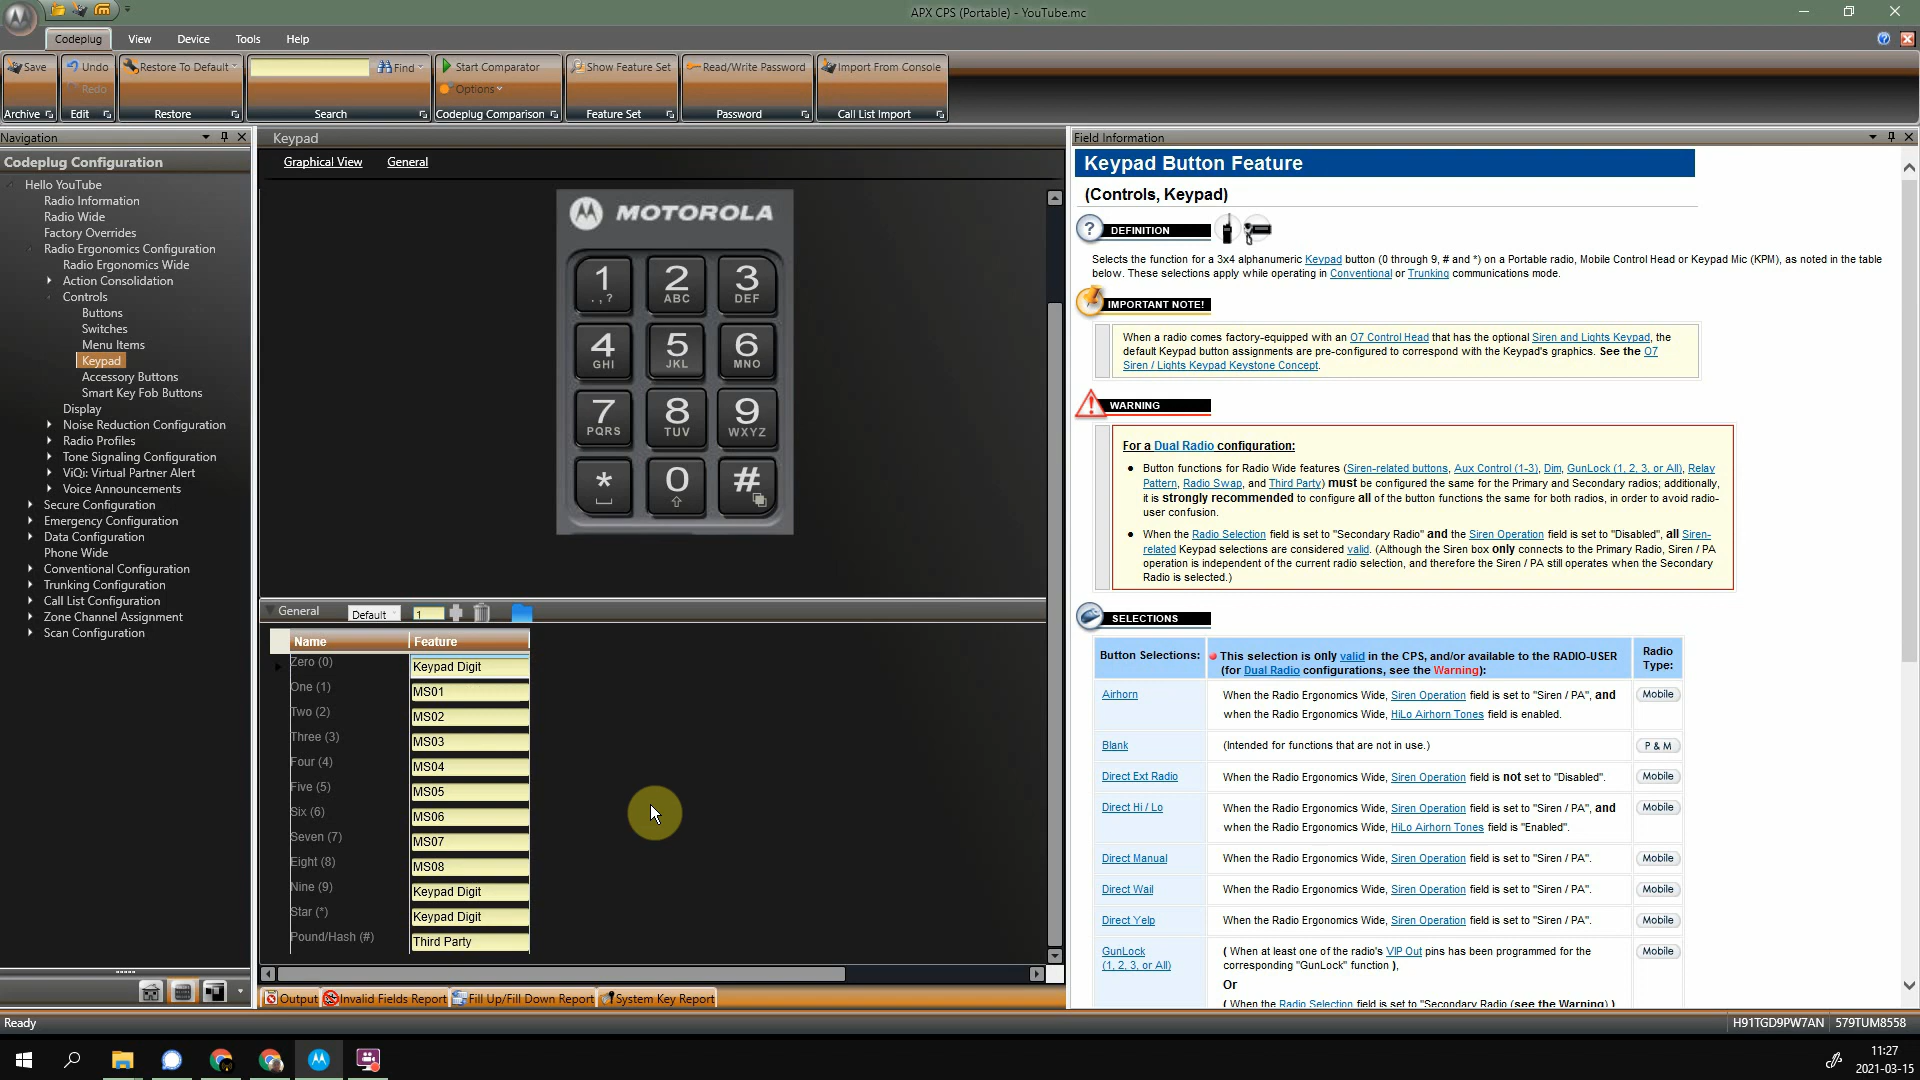 APX CPS (Portable) - YouTube.mc
Codeplug View Device Tools Help
Save Undo Restore To Default Find Start Comparator Show Feature Set Read/Write Password Import From Console
Redo Options
Archive Edit Restore Search Codeplug Comparison Feature Set Password Call List Import
Navigation
Codeplug Configuration
Hello YouTube
Radio Information
Radio Wide
Factory Overrides
Radio Ergonomics Configuration
Radio Ergonomics Wide
Action Consolidation
Controls
Buttons
Switches
Menu Items
Keypad
Accessory Buttons
Smart Key Fob Buttons
Display
Noise Reduction Configuration
Radio Profiles
Tone Signaling Configuration
ViQi: Virtual Partner Alert
Voice Announcements
Secure Configuration
Emergency Configuration
Data Configuration
Phone Wide
Conventional Configuration
Trunking Configuration
Call List Configuration
Zone Channel Assignment
Scan Configuration
Keypad
Graphical View General
MOTOROLA
1 2 3
. , ? ABC DEF
4 5 6
GHI JKL MNO
7 8 9
PQRS TUV WXYZ
* 0 #
General Default 1
Name Feature
Zero (0) Keypad Digit
One (1) MS01
Two (2) MS02
Three (3) MS03
Four (4) MS04
Five (5) MS05
Six (6) MS06
Seven (7) MS07
Eight (8) MS08
Nine (9) Keypad Digit
Star (*) Keypad Digit
Pound/Hash (#) Third Party
Output Invalid Fields Report Fill Up/Fill Down Report System Key Report
Field Information
Keypad Button Feature
(Controls, Keypad)
? DEFINITION
Selects the function for a 3x4 alphanumeric Keypad button (0 through 9, # and *) on a Portable radio, Mobile Control Head or Keypad Mic (KPM), as noted in the table
below. These selections apply while operating in Conventional or Trunking communications mode.
IMPORTANT NOTE!
When a radio comes factory-equipped with an O7 Control Head that has the optional Siren and Lights Keypad, the
default Keypad button assignments are pre-configured to correspond with the Keypad's graphics. See the O7
Siren / Lights Keypad Keystone Concept.
WARNING
For a Dual Radio configuration:
● Button functions for Radio Wide features (Siren-related buttons, Aux Control (1-3), Dim, GunLock (1, 2, 3, or All), Relay
Pattern, Radio Swap, and Third Party) must be configured the same for the Primary and Secondary radios; additionally,
it is strongly recommended to configure all of the button functions the same for both radios, in order to avoid radio-
user confusion.
● When the Radio Selection field is set to "Secondary Radio" and the Siren Operation field is set to "Disabled", all Siren-
related Keypad selections are considered valid. (Although the Siren box only connects to the Primary Radio, Siren / PA
operation is independent of the current radio selection, and therefore the Siren / PA still operates when the Secondary
Radio is selected.)
SELECTIONS
Button Selections: ● This selection is only valid in the CPS, and/or available to the RADIO-USER Radio
(for Dual Radio configurations, see the Warning): Type:
Airhorn When the Radio Ergonomics Wide, Siren Operation field is set to "Siren / PA", and Mobile
when the Radio Ergonomics Wide, HiLo Airhorn Tones field is enabled.
Blank (Intended for functions that are not in use.) P & M
Direct Ext Radio When the Radio Ergonomics Wide, Siren Operation field is not set to "Disabled". Mobile
Direct Hi / Lo When the Radio Ergonomics Wide, Siren Operation field is set to "Siren / PA", and Mobile
when the Radio Ergonomics Wide, HiLo Airhorn Tones field is "Enabled".
Direct Manual When the Radio Ergonomics Wide, Siren Operation field is set to "Siren / PA". Mobile
Direct Wail When the Radio Ergonomics Wide, Siren Operation field is set to "Siren / PA". Mobile
Direct Yelp When the Radio Ergonomics Wide, Siren Operation field is set to "Siren / PA". Mobile
GunLock ( When at least one of the radio's VIP Out pins has been programmed for the Mobile
(1, 2, 3, or All) corresponding "GunLock" function ),
Or
( When the Radio Selection field is set to "Secondary Radio (see the Warning) )
Ready H91TGD9PW7AN 579TUM8558
11:27
2021-03-15